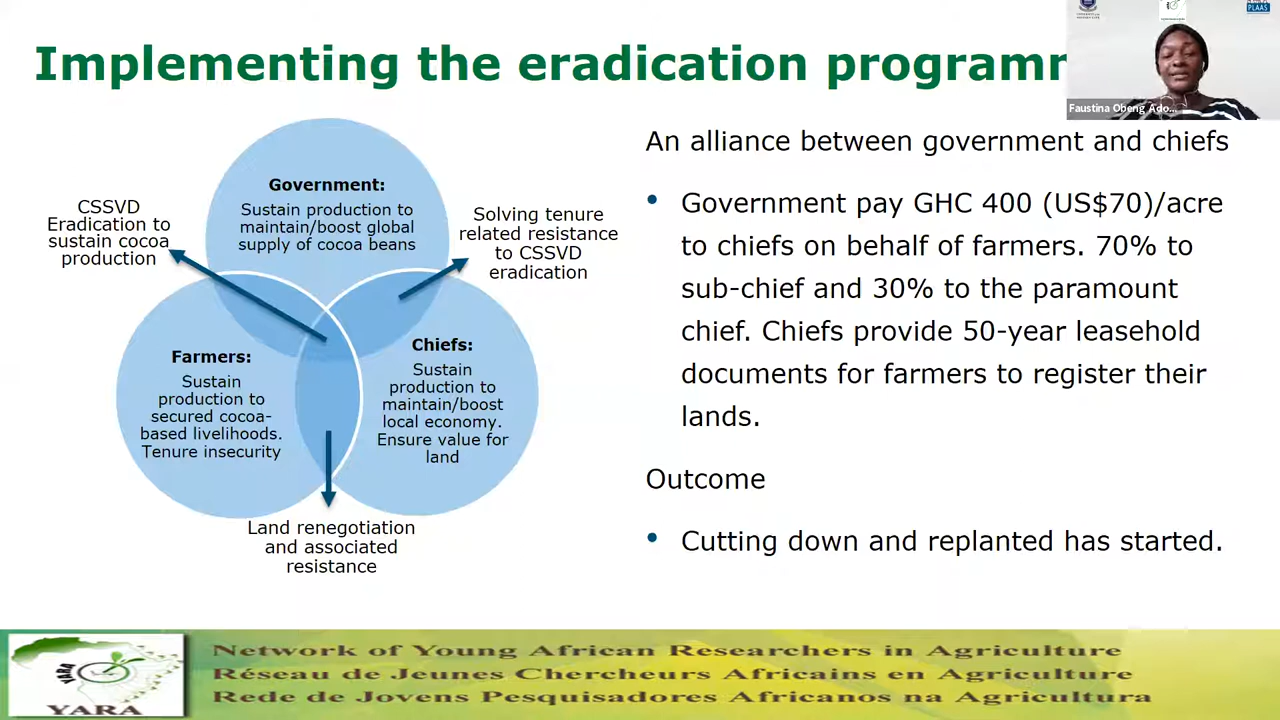 Implementing the eradication programm
Faustina Obeng Ado...
PLAAS
An alliance between government and chiefs
• Government pay GHC 400 (US$70)/acre
to chiefs on behalf of farmers. 70% to
sub-chief and 30% to the paramount
chief. Chiefs provide 50-year leasehold
documents for farmers to register their
lands.
Outcome
• Cutting down and replanted has started.
Government:
Sustain production to
maintain/boost global
supply of cocoa beans
CSSVD
Eradication to
sustain cocoa
production
Solving tenure
related resistance
to CSSVD
eradication
Farmers:
Sustain
production to
secured cocoa-
based livelihoods.
Tenure insecurity
Chiefs:
Sustain
production to
maintain/boost
local economy.
Ensure value for
land
Land renegotiation
and associated
resistance
YARA
YARA
Network of Young African Researchers in Agriculture
Réseau de Jeunes Chercheurs Africains en Agriculture
Rede de Jovens Pesquisadores Africanos na Agricultura